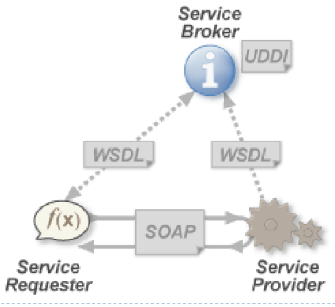 Service
Broker
UDDI
i
WSDL
WSDL
f(x)
SOAP
Service
Requester
Service
Provider